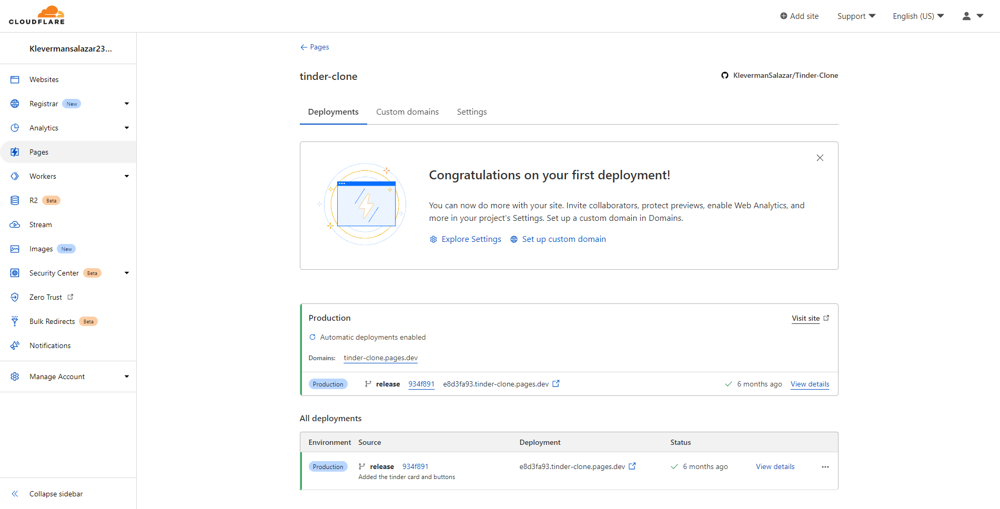 CLOUDFLARE
Add site
Support
English (US)
Klevermansalazar23...
Websites
Registrar New
Analytics
Pages
Workers
R2 Beta
Stream
Images New
Security Center Beta
Zero Trust
Bulk Redirects Beta
Notifications
Manage Account
Collapse sidebar
Pages
tinder-clone
KlevermanSalazar/Tinder-Clone
Deployments Custom domains Settings
Congratulations on your first deployment!
You can now do more with your site. Invite collaborators, protect previews, enable Web Analytics, and
more in your project's Settings. Set up a custom domain in Domains.
Explore Settings Set up custom domain
Production
Visit site
Automatic deployments enabled
Domains: tinder-clone.pages.dev
Production release 934f891 e8d3fa93.tinder-clone.pages.dev 6 months ago View details
All deployments
Environment Source Deployment Status
Production release 934f891 e8d3fa93.tinder-clone.pages.dev 6 months ago View details
Added the tinder card and buttons